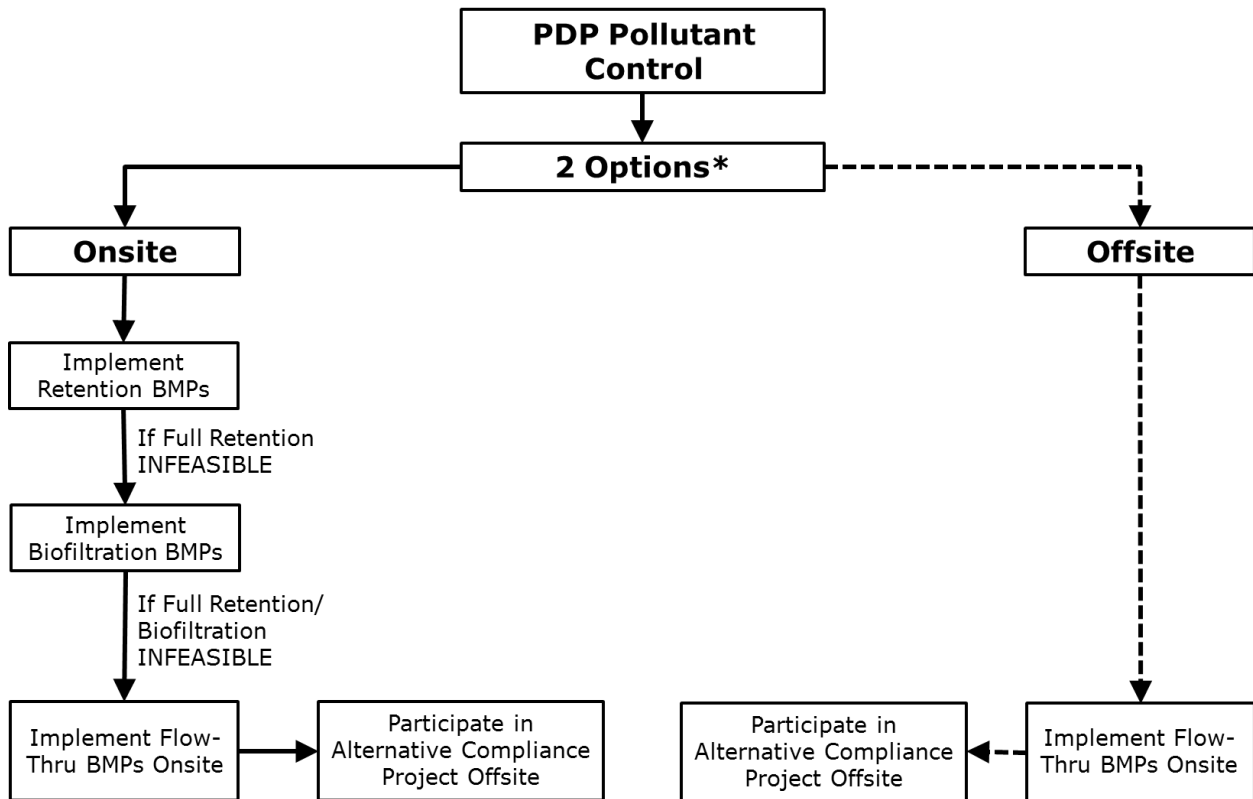 PDP Pollutant
Control
2 Options*
Onsite
Offsite
Implement
Retention BMPs
If Full Retention
INFEASIBLE
Implement
Biofiltration BMPs
If Full Retention/
Biofiltration
INFEASIBLE
Implement Flow-
Thru BMPs Onsite
Participate in
Alternative Compliance
Project Offsite
Participate in
Alternative Compliance
Project Offsite
Implement Flow-
Thru BMPs Onsite